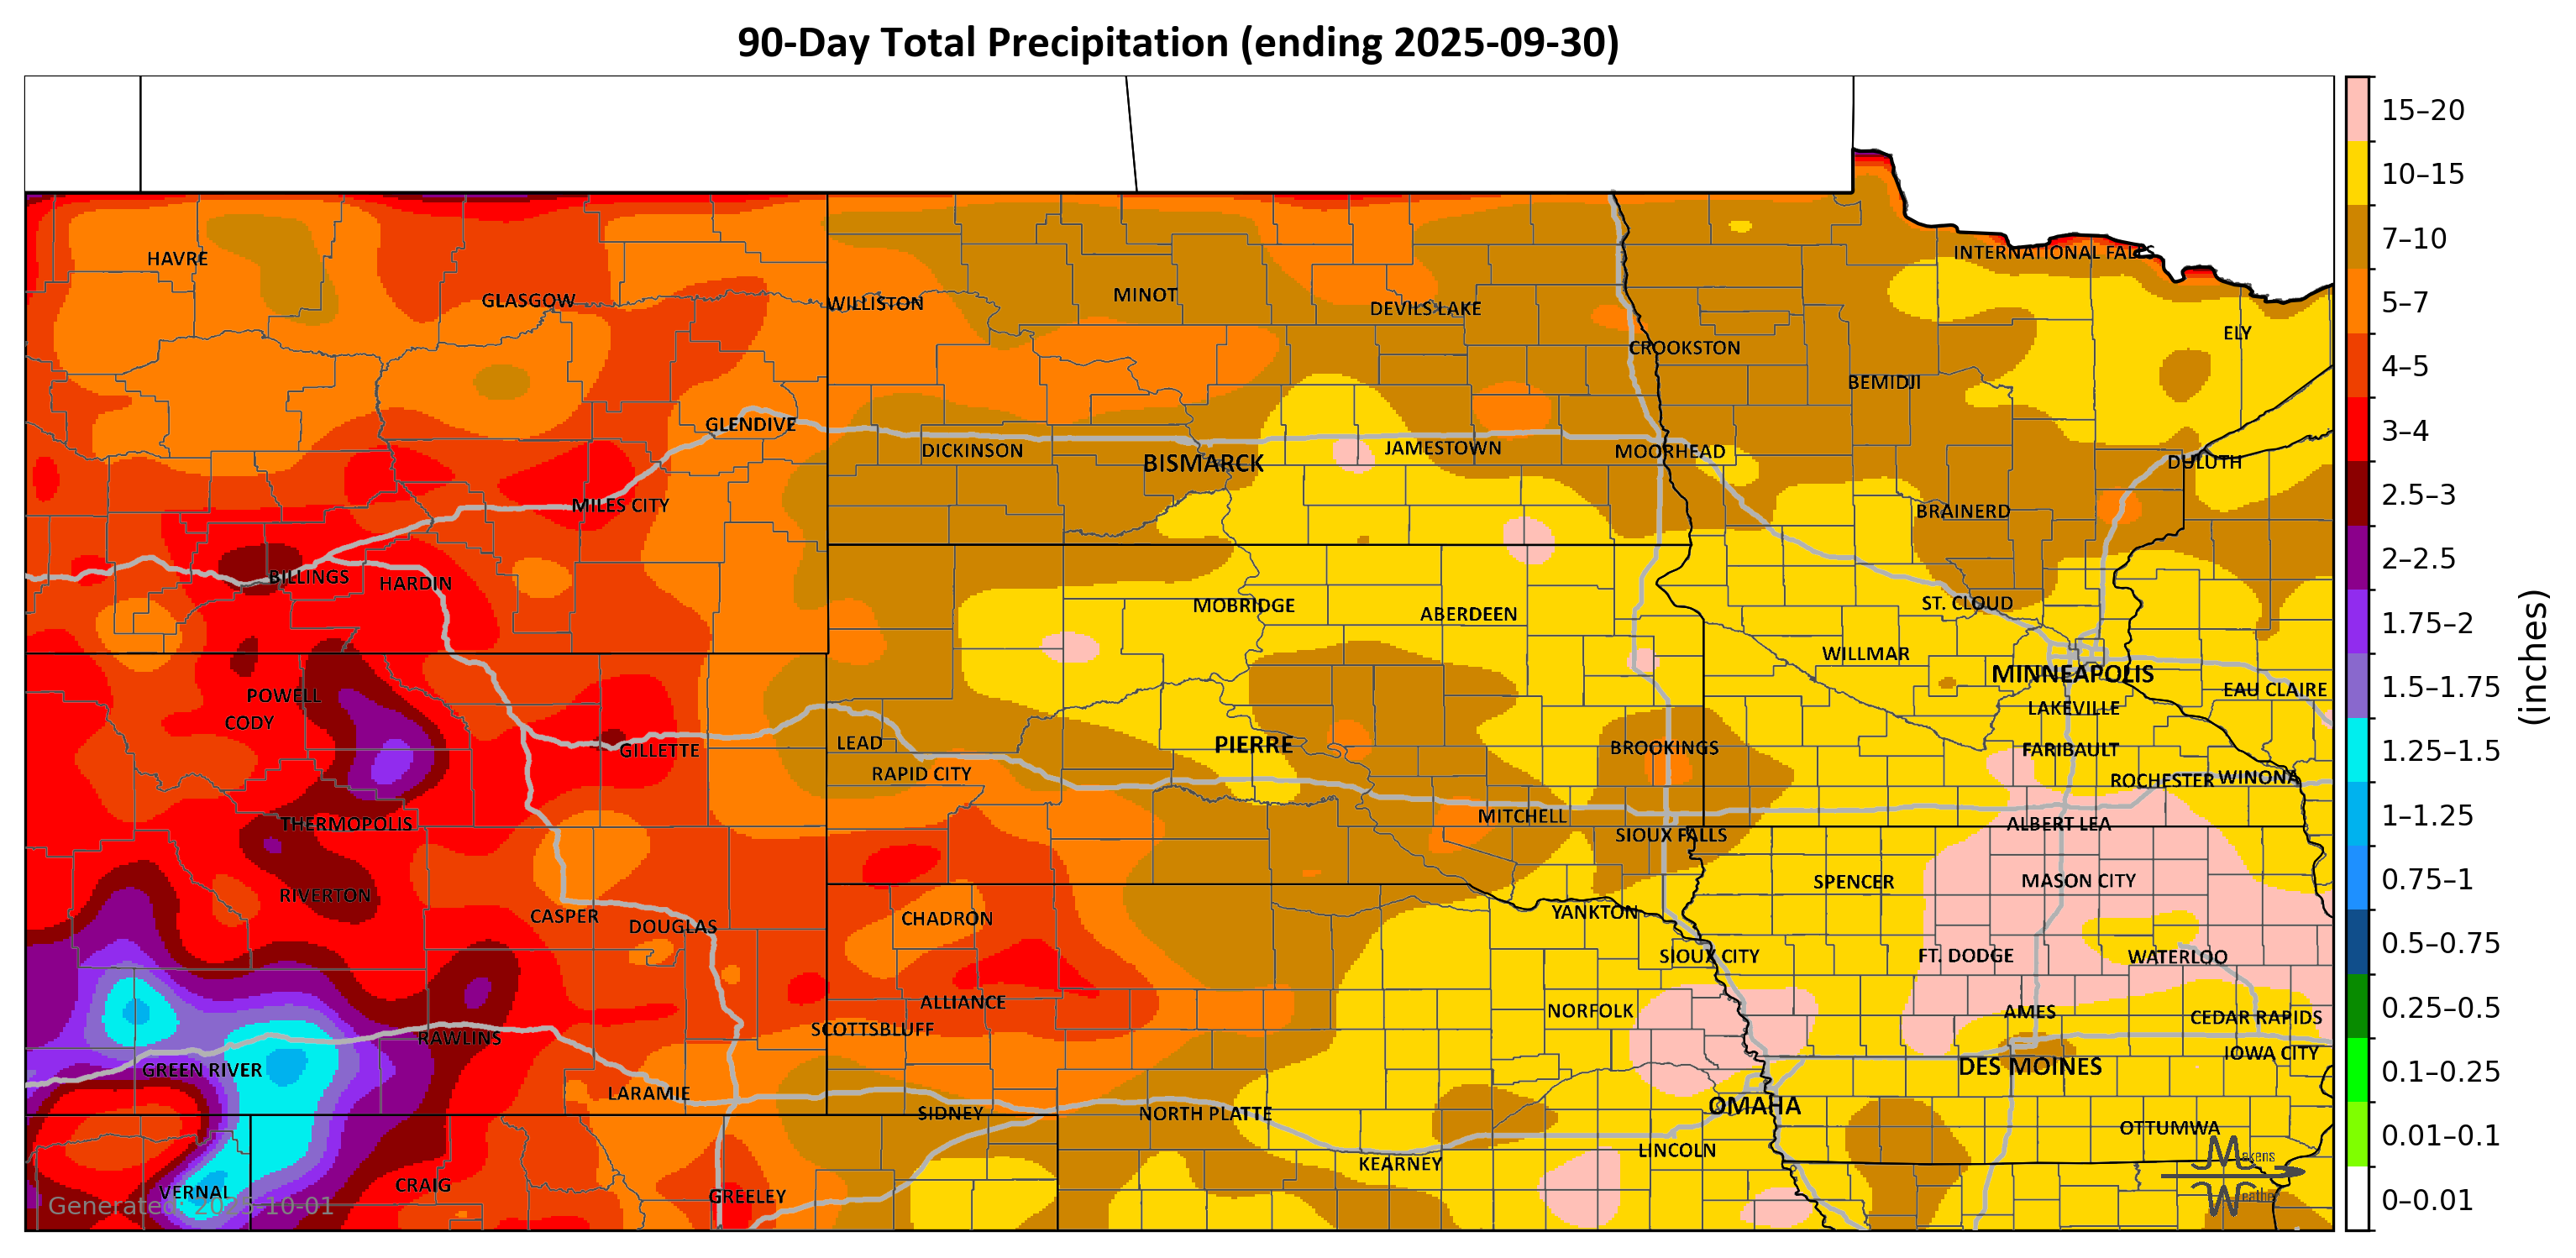 90-Day Total Precipitation (ending 2025-09-30)
15–20
10–15
7–10
5–7
4–5
3–4
2.5–3
2–2.5
1.75–2
1.5–1.75
1.25–1.5
1–1.25
0.75–1
0.5–0.75
0.25–0.5
0.1–0.25
0.01–0.1
0–0.01
(inches)
INTERNATIONAL FALLS
HAVRE
GLASGOW
WILLISTON
MINOT
DEVILS LAKE
ELY
CROOKSTON
BEMIDJI
GLENDIVE
DICKINSON
BISMARCK
JAMESTOWN
MOORHEAD
DULUTH
MILES CITY
BRAINERD
BILLINGS
HARDIN
MOBRIDGE
ABERDEEN
ST. CLOUD
WILLMAR
MINNEAPOLIS
POWELL
EAU CLAIRE
CODY
LAKEVILLE
GILLETTE
LEAD
PIERRE
BROOKINGS
FARIBAULT
RAPID CITY
ROCHESTER
WINONA
THERMOPOLIS
MITCHELL
SIOUX FALLS
ALBERT LEA
RIVERTON
SPENCER
MASON CITY
CASPER
DOUGLAS
CHADRON
YANKTON
SIOUX CITY
FT. DODGE
WATERLOO
ALLIANCE
NORFOLK
AMES
CEDAR RAPIDS
SCOTTSBLUFF
RAWLINS
IOWA CITY
GREEN RIVER
DES MOINES
LARAMIE
SIDNEY
NORTH PLATTE
OMAHA
OTTUMWA
LINCOLN
KEARNEY
VERNAL
CRAIG
GREELEY
Generated: 2025-10-01
Makens
Weather